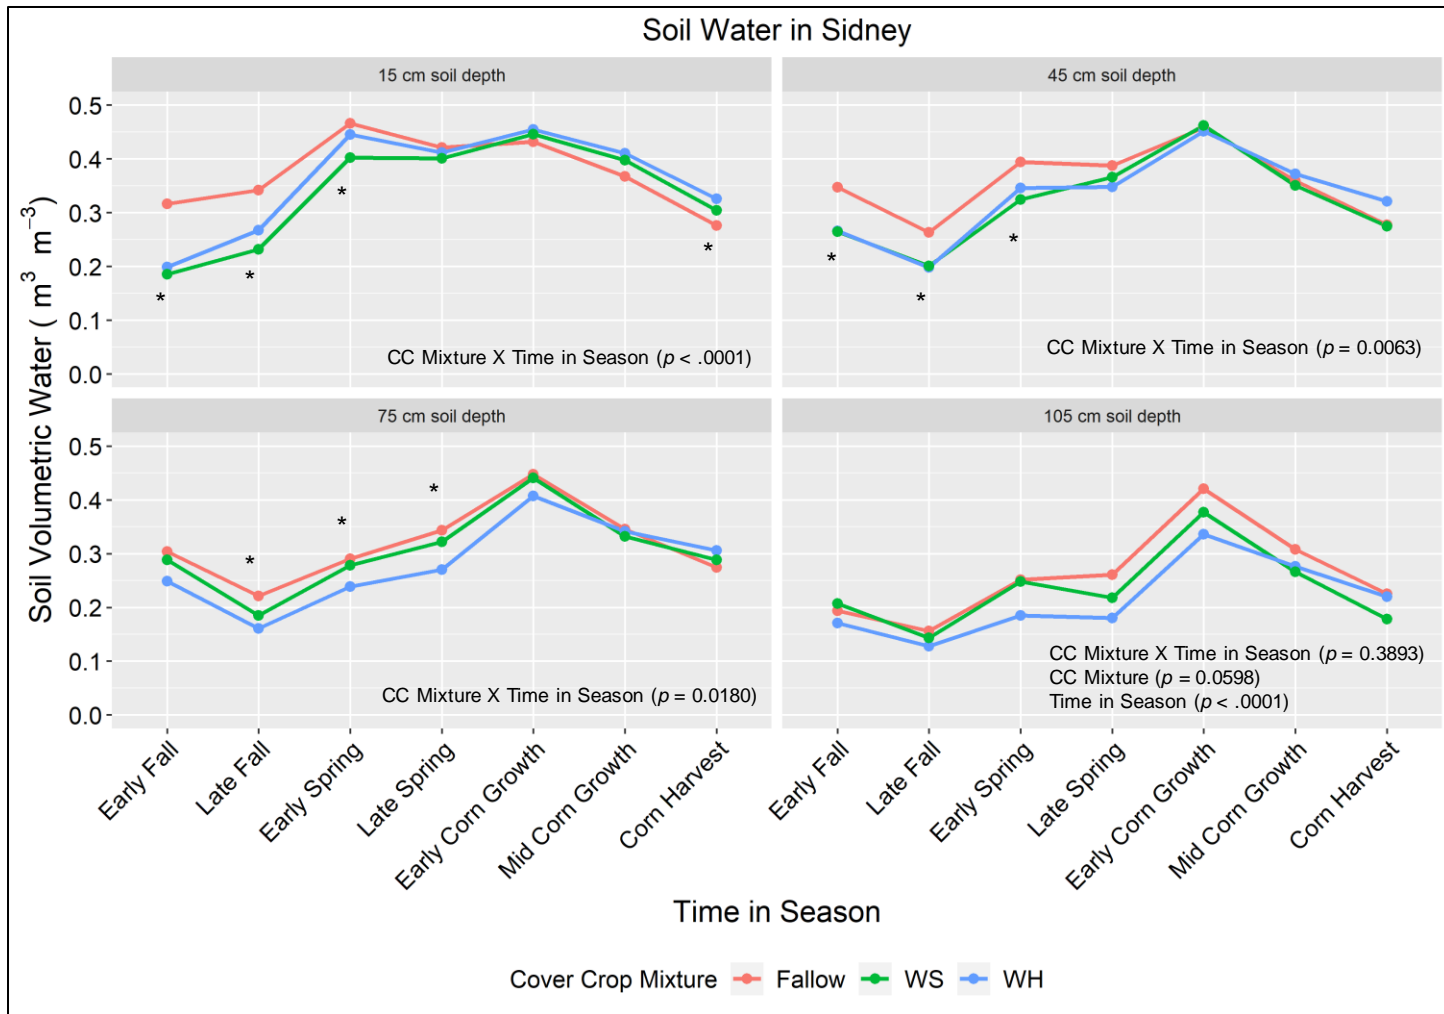 Soil Water in Sidney
15 cm soil depth
45 cm soil depth
Soil Volumetric Water ( m³ m⁻³)
0.5
0.4
0.3
0.2
0.1
0.0
*
*
*
*
CC Mixture X Time in Season (p < .0001)
*
*
*
CC Mixture X Time in Season (p = 0.0063)
75 cm soil depth
105 cm soil depth
0.5
0.4
0.3
0.2
0.1
0.0
*
*
*
CC Mixture X Time in Season (p = 0.0180)
CC Mixture X Time in Season (p = 0.3893)
CC Mixture (p = 0.0598)
Time in Season (p < .0001)
Early Fall
Late Fall
Early Spring
Late Spring
Early Corn Growth
Mid Corn Growth
Corn Harvest
Early Fall
Late Fall
Early Spring
Late Spring
Early Corn Growth
Mid Corn Growth
Corn Harvest
Time in Season
Cover Crop Mixture Fallow WS WH